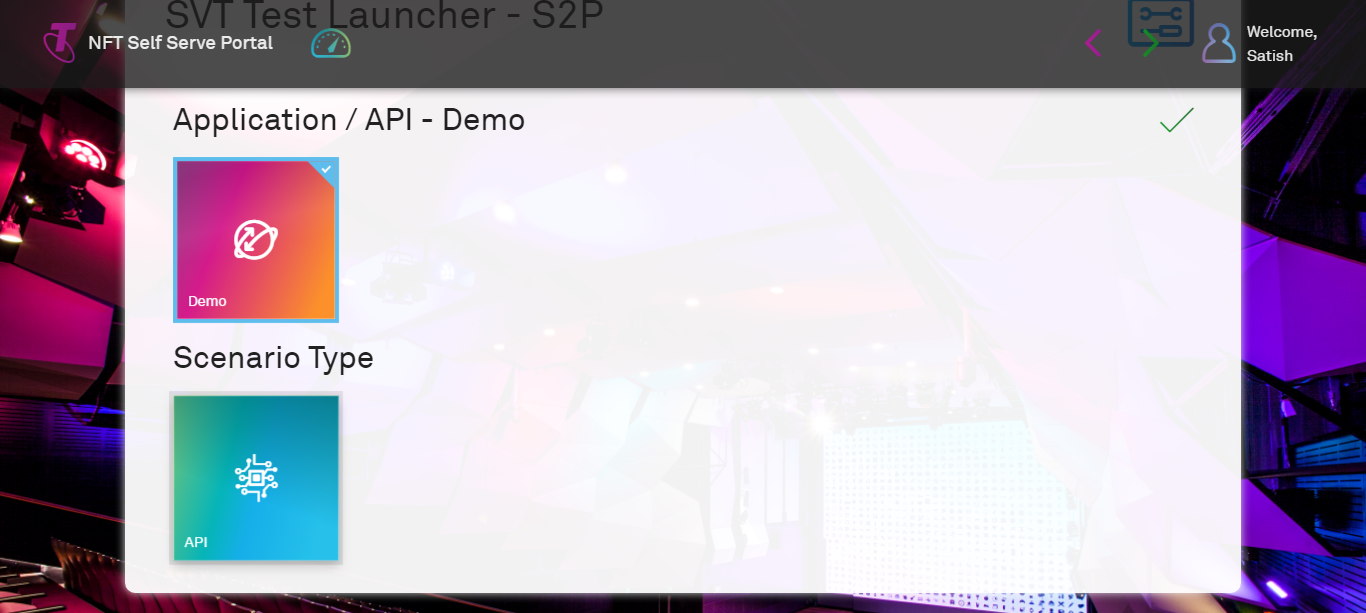 SVT Test Launcher - S2P
NFT Self Serve Portal
Welcome,
Satish
Application / API - Demo
Demo
Scenario Type
API